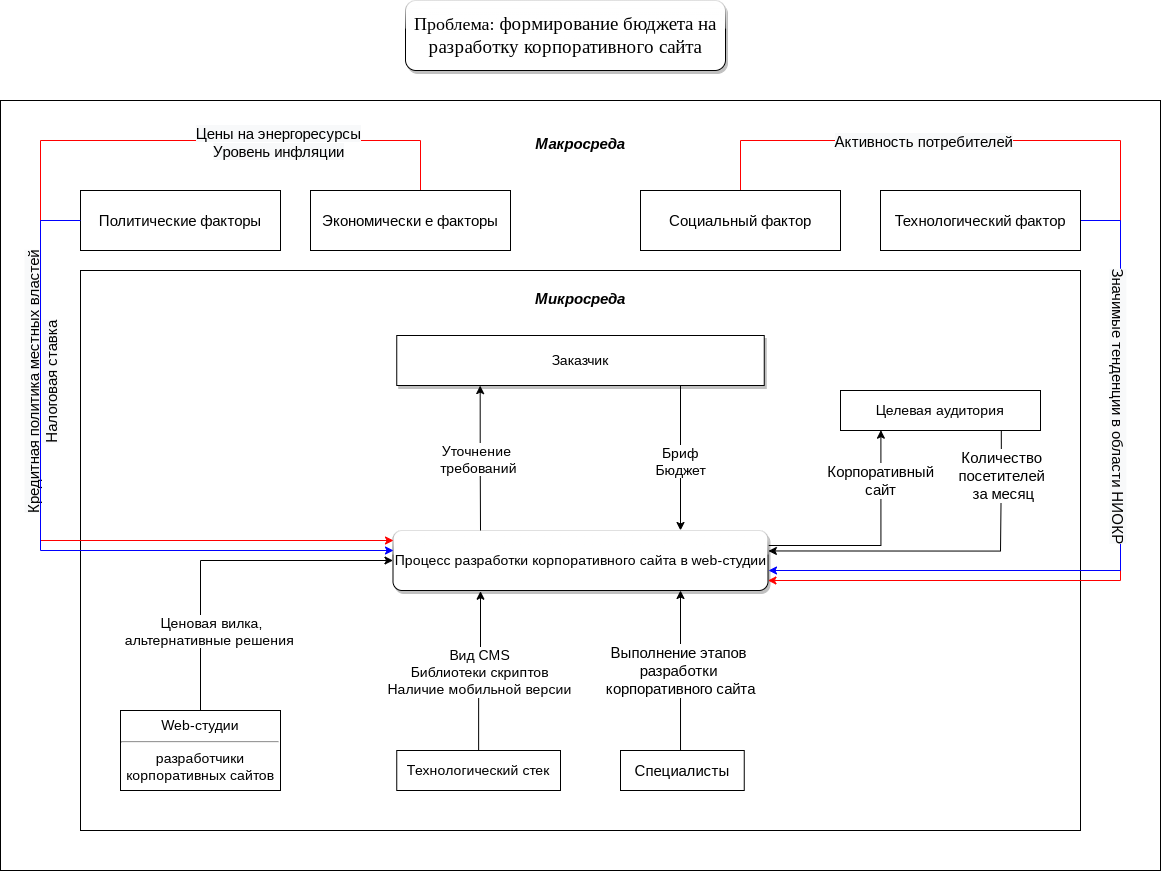 Проблема: формирование бюджета на
разработку корпоративного сайта
Цены на энергоресурсы
Уровень инфляции
Макросреда
Активность потребителей
Политические факторы
Экономически е факторы
Социальный фактор
Технологический фактор
Кредитная политика местных властей
Налоговая ставка
Значимые тенденции в области НИОКР
Микросреда
Заказчик
Целевая аудитория
Уточнение
требований
Бриф
Бюджет
Корпоративный
сайт
Количество
посетителей
за месяц
Процесс разработки корпоративного сайта в web-студии
Ценовая вилка,
альтернативные решения
Вид CMS
Библиотеки скриптов
Наличие мобильной версии
Выполнение этапов
разработки
корпоративного сайта
Web-студии
разработчики
корпоративных сайтов
Технологический стек
Специалисты